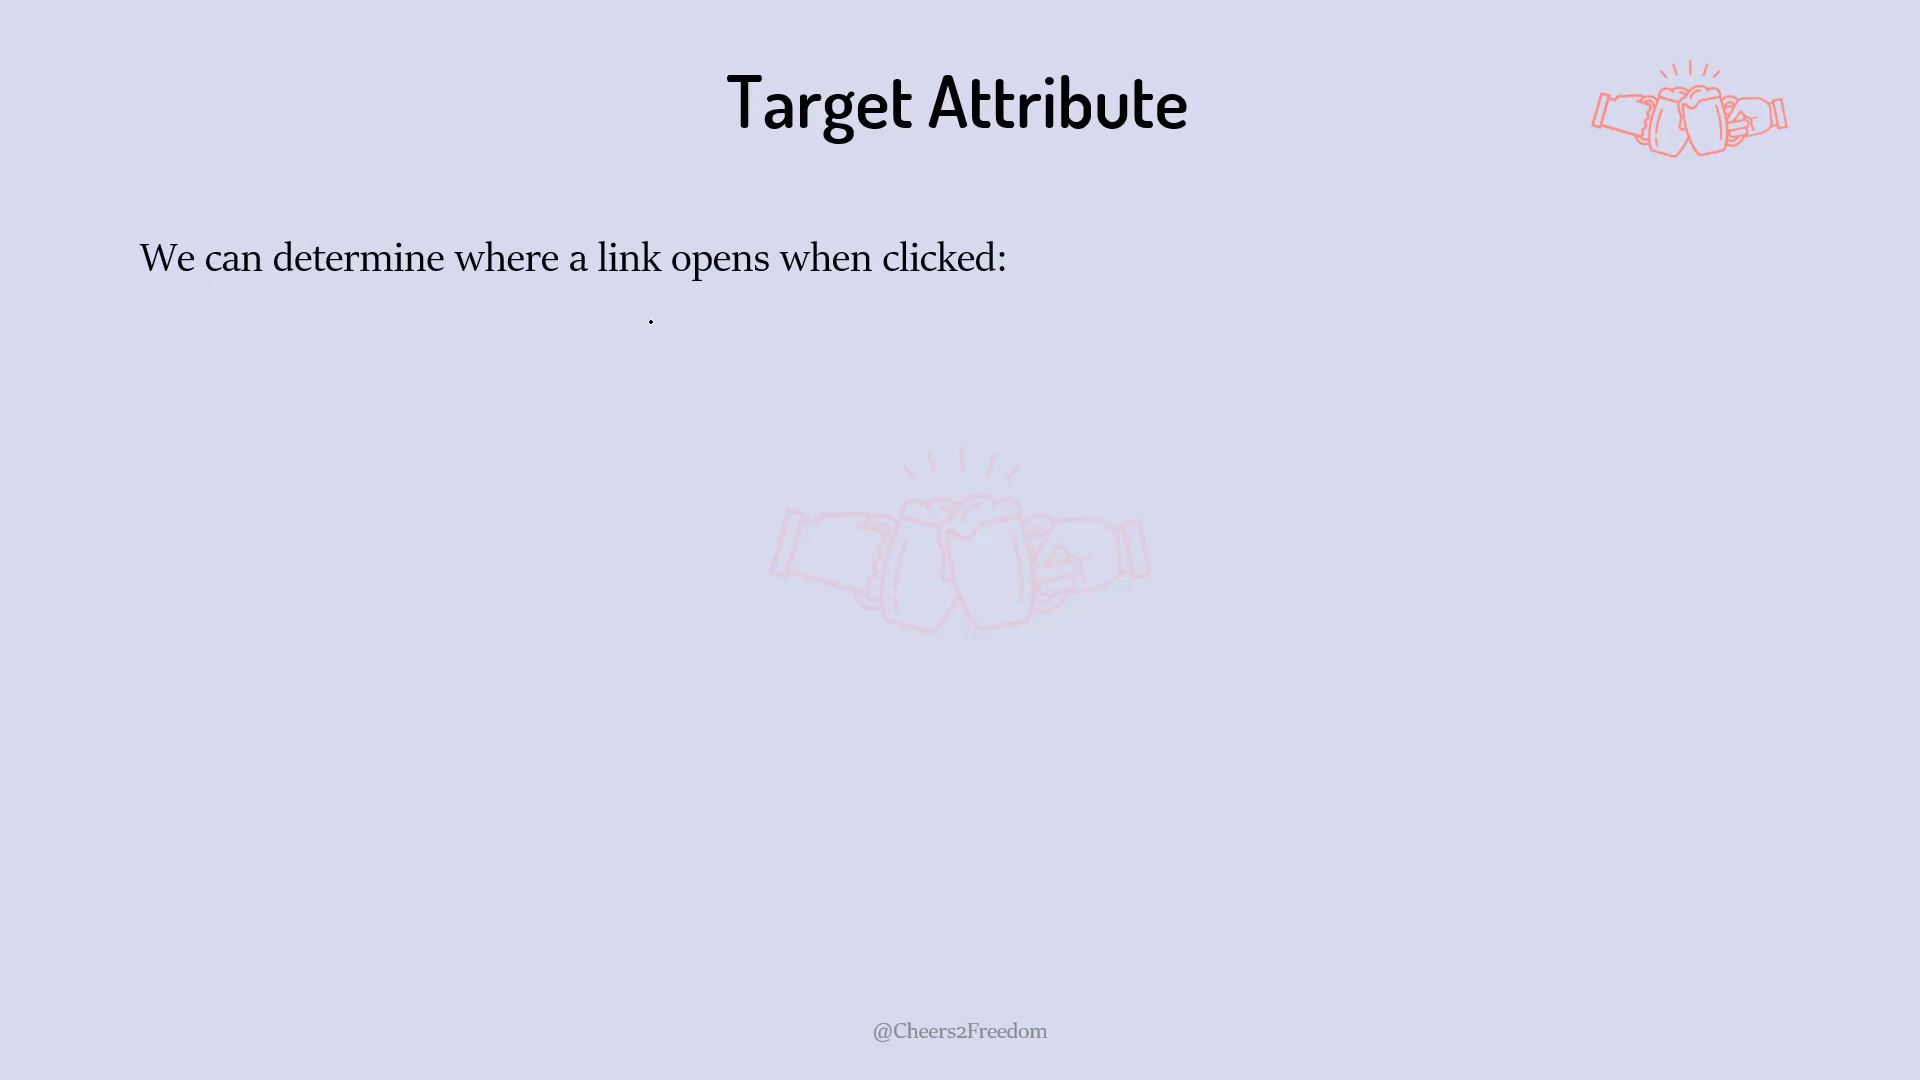 Target Attribute
We can determine where a link opens when clicked:
@Cheers2Freedom